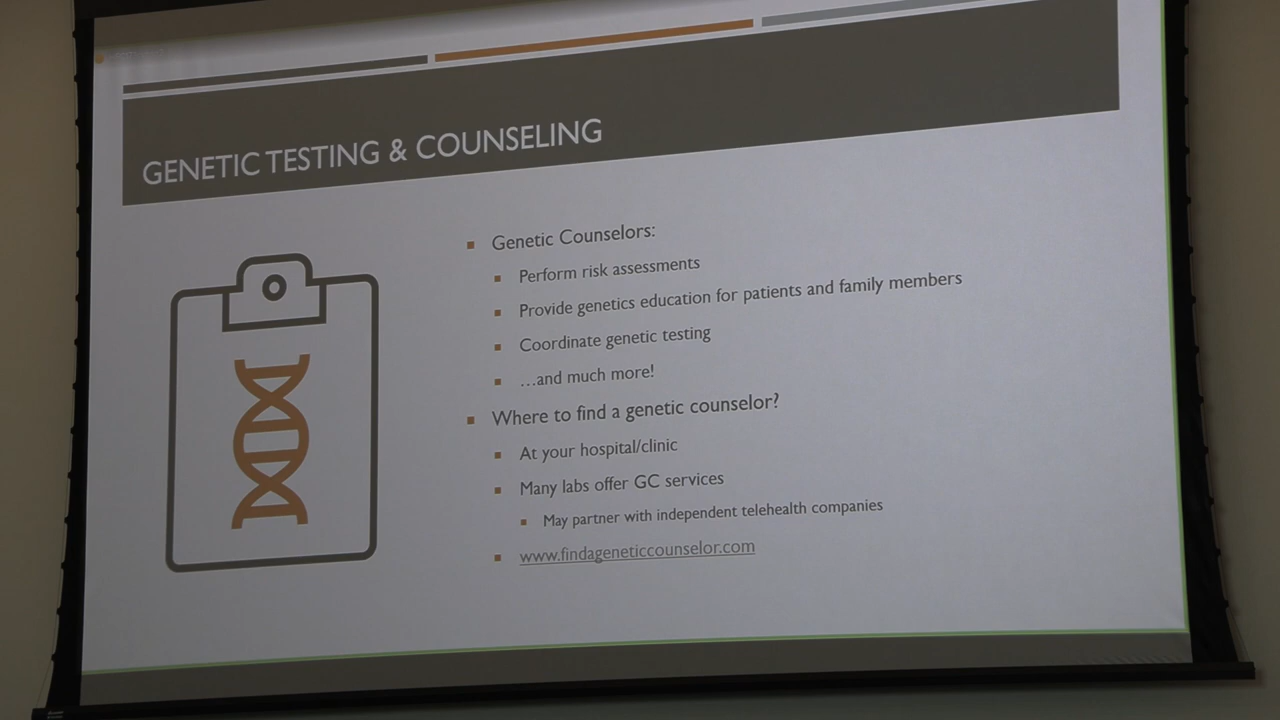 GENETIC TESTING & COUNSELING
Genetic Counselors:
Perform risk assessments
Provide genetics education for patients and family members
Coordinate genetic testing
...and much more!
Where to find a genetic counselor?
At your hospital/clinic
Many labs offer GC services
May partner with independent telehealth companies
www.findageneticcounselor.com